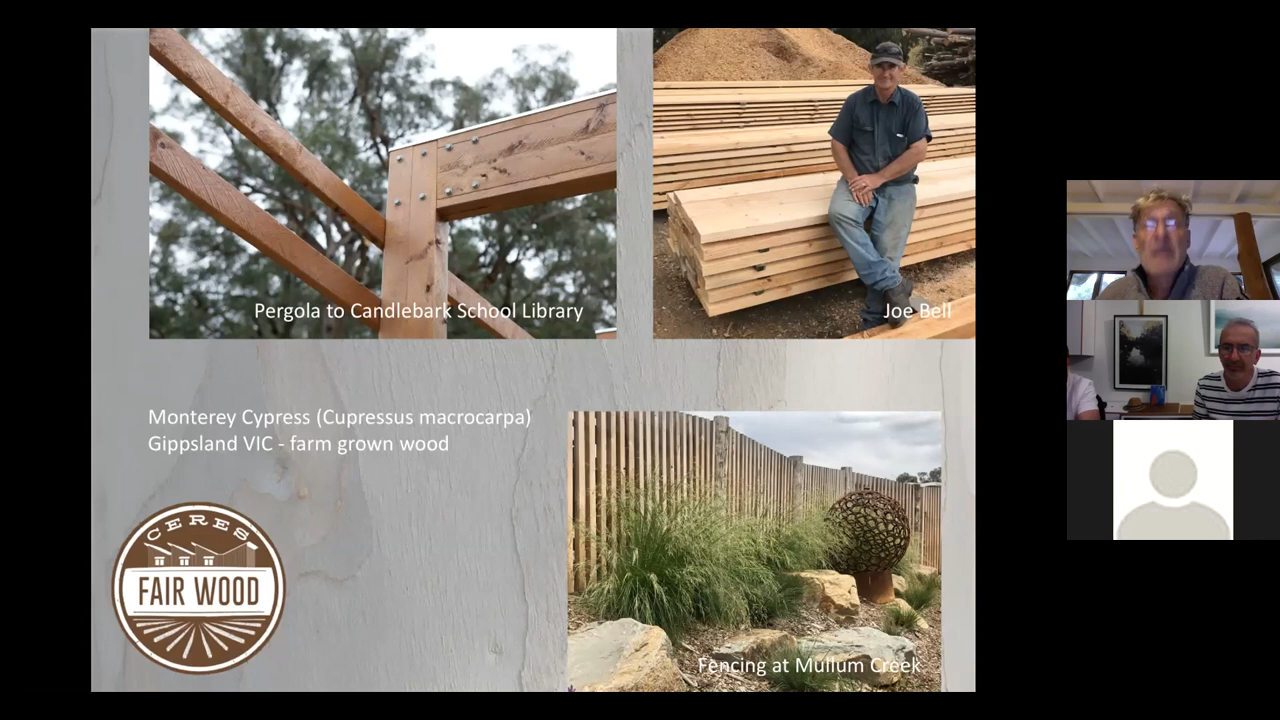 Pergola to Candlebark School Library
Joe Bell
Monterey Cypress (Cupressus macrocarpa)
Gippsland VIC - farm grown wood
CERES
FAIR WOOD
Fencing at Mullum Creek